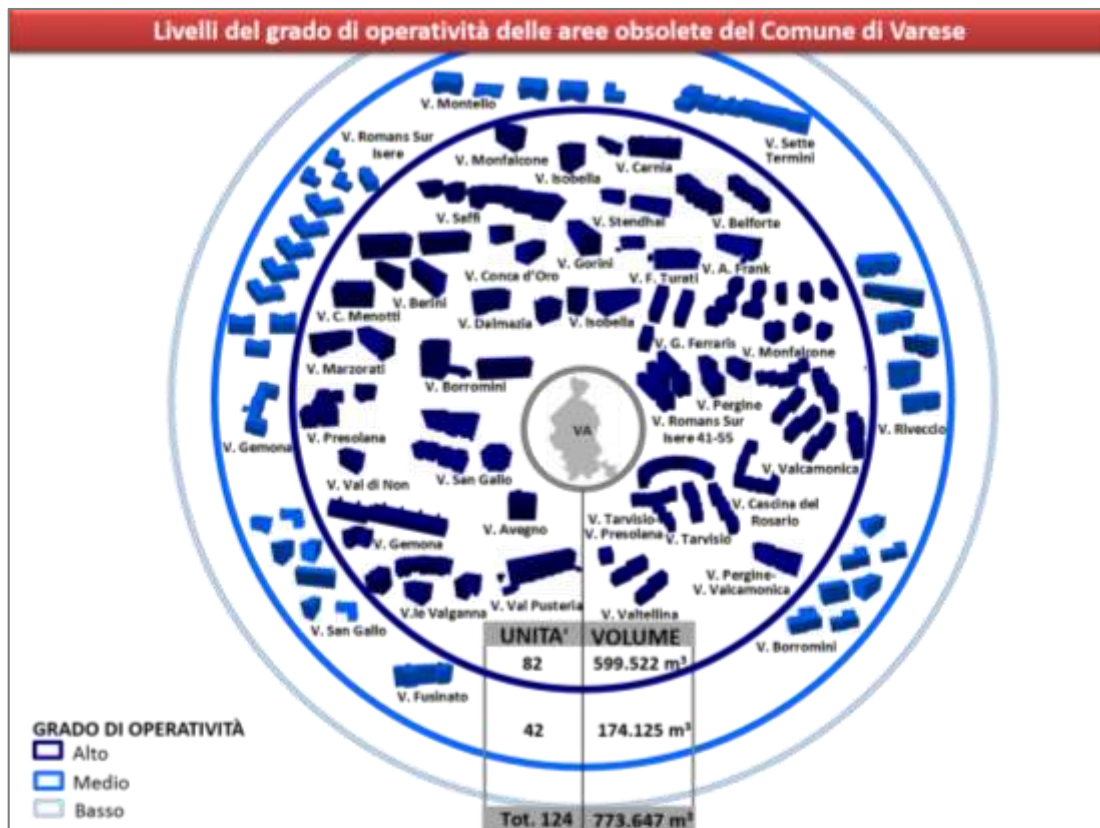 Livelli del grado di operatività delle aree obsolete del Comune di Varese
V. Montello
V. Sette
Termini
V. Romans Sur
Isere
V. Monfalcone
V. Isobella
V. Carnia
V. Saffi
V. Stendhal
V. Belforte
V. Conca d'Oro
V. Gorini
V. F. Turati
V. A. Frank
V. Berini
V. C. Menotti
V. Dalmazia
V. Isobella
V. G. Ferraris
V. Monfalcone
V. Marzorati
V. Borromini
V. Pergine
V. Romans Sur
Isere 41-55
VA
V. Riveccio
V. Gemona
V. Presolana
V. Valcamonica
V. Val di Non
V. San Gallo
V. Cascina del
Rosario
V. Avegno
V. Tarvisio-
V. Presolana
V. Tarvisio
V. Gemona
V. Pergine-
V. Valcamonica
V.le Valganna
V. Val Pusteria
V. Valtellina
V. San Gallo
V. Borromini
V. Fusinato
UNITA' VOLUME
82 599.522 m³
42 174.125 m³
Tot. 124 773.647 m³
GRADO DI OPERATIVITÀ
Alto
Medio
Basso